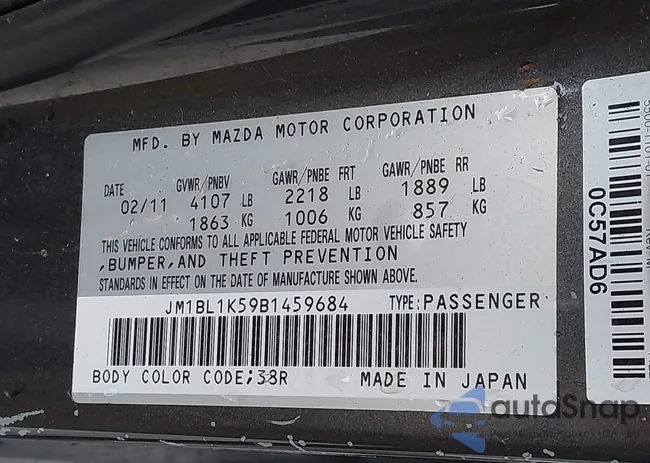 MFD. BY MAZDA MOTOR CORPORATION
DATE GVWR/PNBV GAWR/PNBE FRT GAWR/PNBE RR
02/11 4107 LB 2218 LB 1889 LB
1863 KG 1006 KG 857 KG
THIS VEHICLE CONFORMS TO ALL APPLICABLE FEDERAL MOTOR VEHICLE SAFETY
,BUMPER,AND THEFT PREVENTION
STANDARDS IN EFFECT ON THE DATE OF MANUFACTURE SHOWN ABOVE.
JM1BL1K59B1459684 TYPE:PASSENGER
BODY COLOR CODE;38R MADE IN JAPAN
0C57AD6
autoSnap